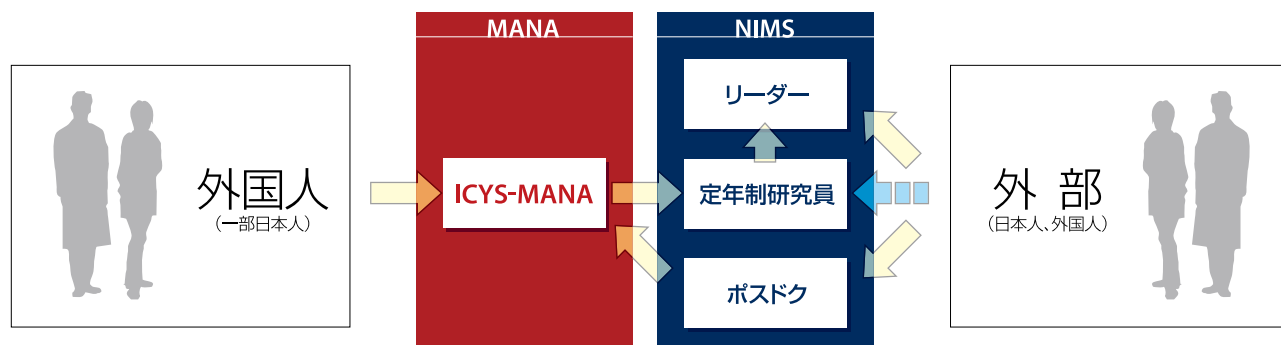 MANA
NIMS
外国人
(一部日本人)
ICYS-MANA
リーダー
定年制研究員
ポスドク
外 部
(日本人、外国人)